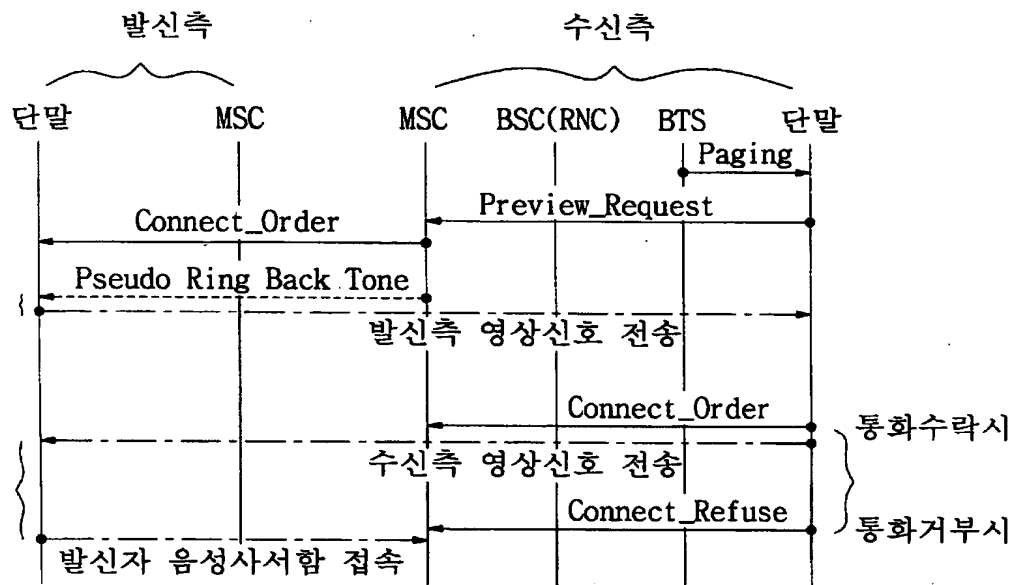 발신측 수신측
단말 MSC MSC BSC(RNC) BTS 단말
Paging
Preview_Request
Connect_Order
Pseudo Ring Back Tone
발신측 영상신호 전송
Connect_Order
통화수락시
수신측 영상신호 전송
Connect_Refuse
통화거부시
발신자 음성사서함 접속